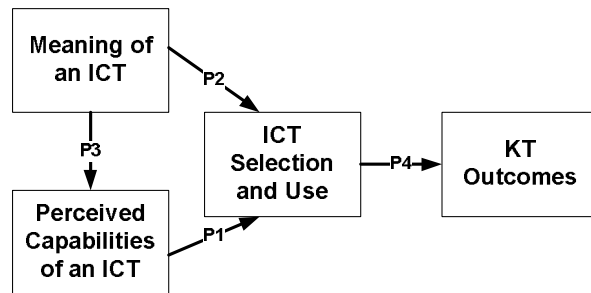 Meaning of
an ICT
P2
P3
ICT
Selection
and Use
P4
KT
Outcomes
Perceived
Capabilities
of an ICT
P1